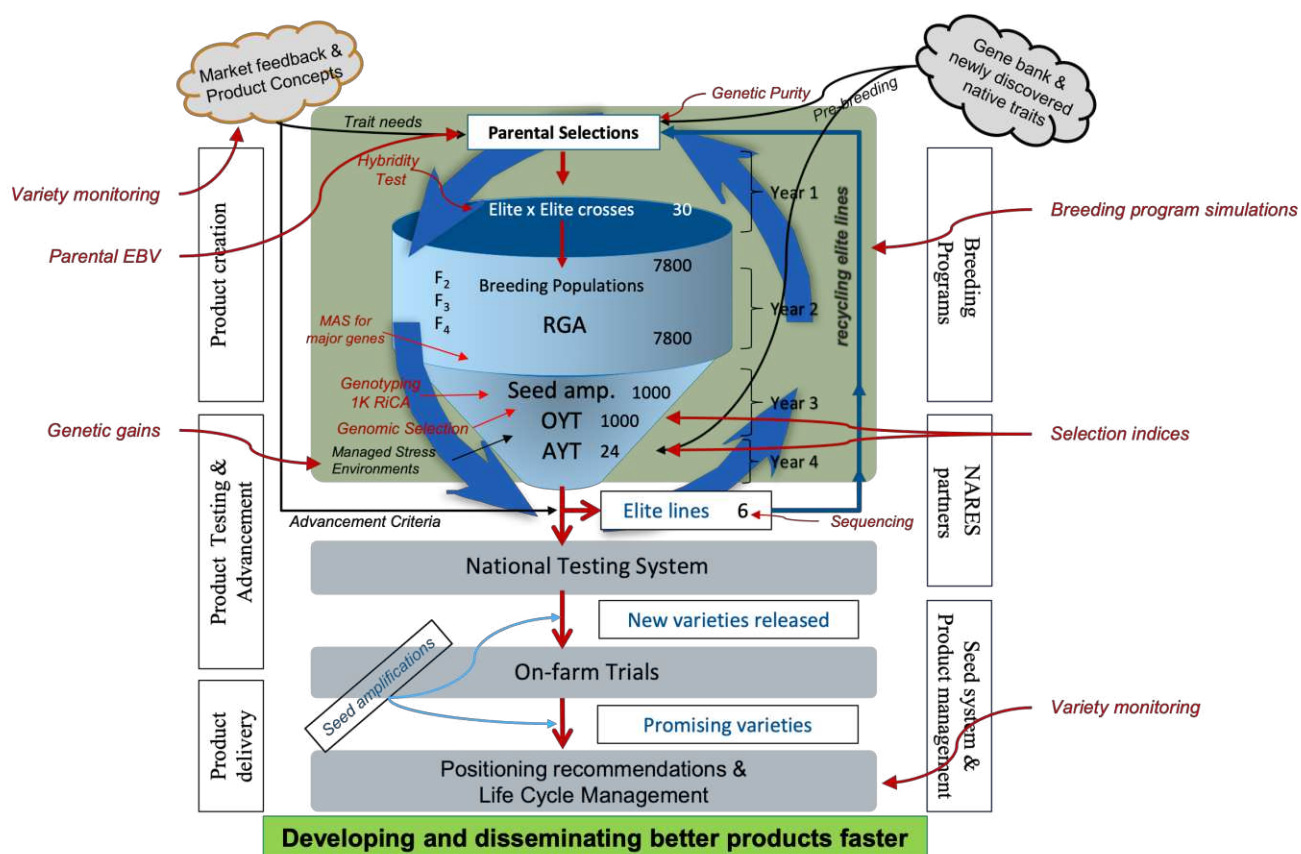 Market feedback &
Product Concepts
Gene bank &
newly discovered
native traits
Genetic Purity
Pre-breeding
Trait needs
Parental Selections
Hybridity
Test
Variety monitoring
Parental EBV
Product creation
Elite x Elite crosses 30
Year 1
Breeding program simulations
Breeding
Programs
recycling elite lines
7800
F2
F3
F4
Breeding Populations
RGA
7800
Year 2
MAS for
major genes
Genotyping
1K RiCA
Seed amp. 1000
Year 3
Genomic Selection
OYT 1000
Genetic gains
Selection indices
Managed Stress
Environments
AYT 24
Year 4
Product Testing &
Advancement
NARES
partners
Advancement Criteria
Elite lines 6
Sequencing
National Testing System
New varieties released
Seed amplifications
On-farm Trials
Promising varieties
Product
delivery
Seed system &
Product management
Variety monitoring
Positioning recommendations &
Life Cycle Management
Developing and disseminating better products faster